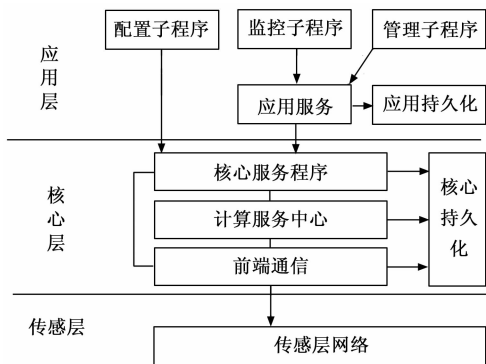 配置子程序
监控子程序
管理子程序
应用层
应用服务
应用持久化
核心服务程序
核心层
计算服务中心
核心持久化
前端通信
传感层
传感层网络